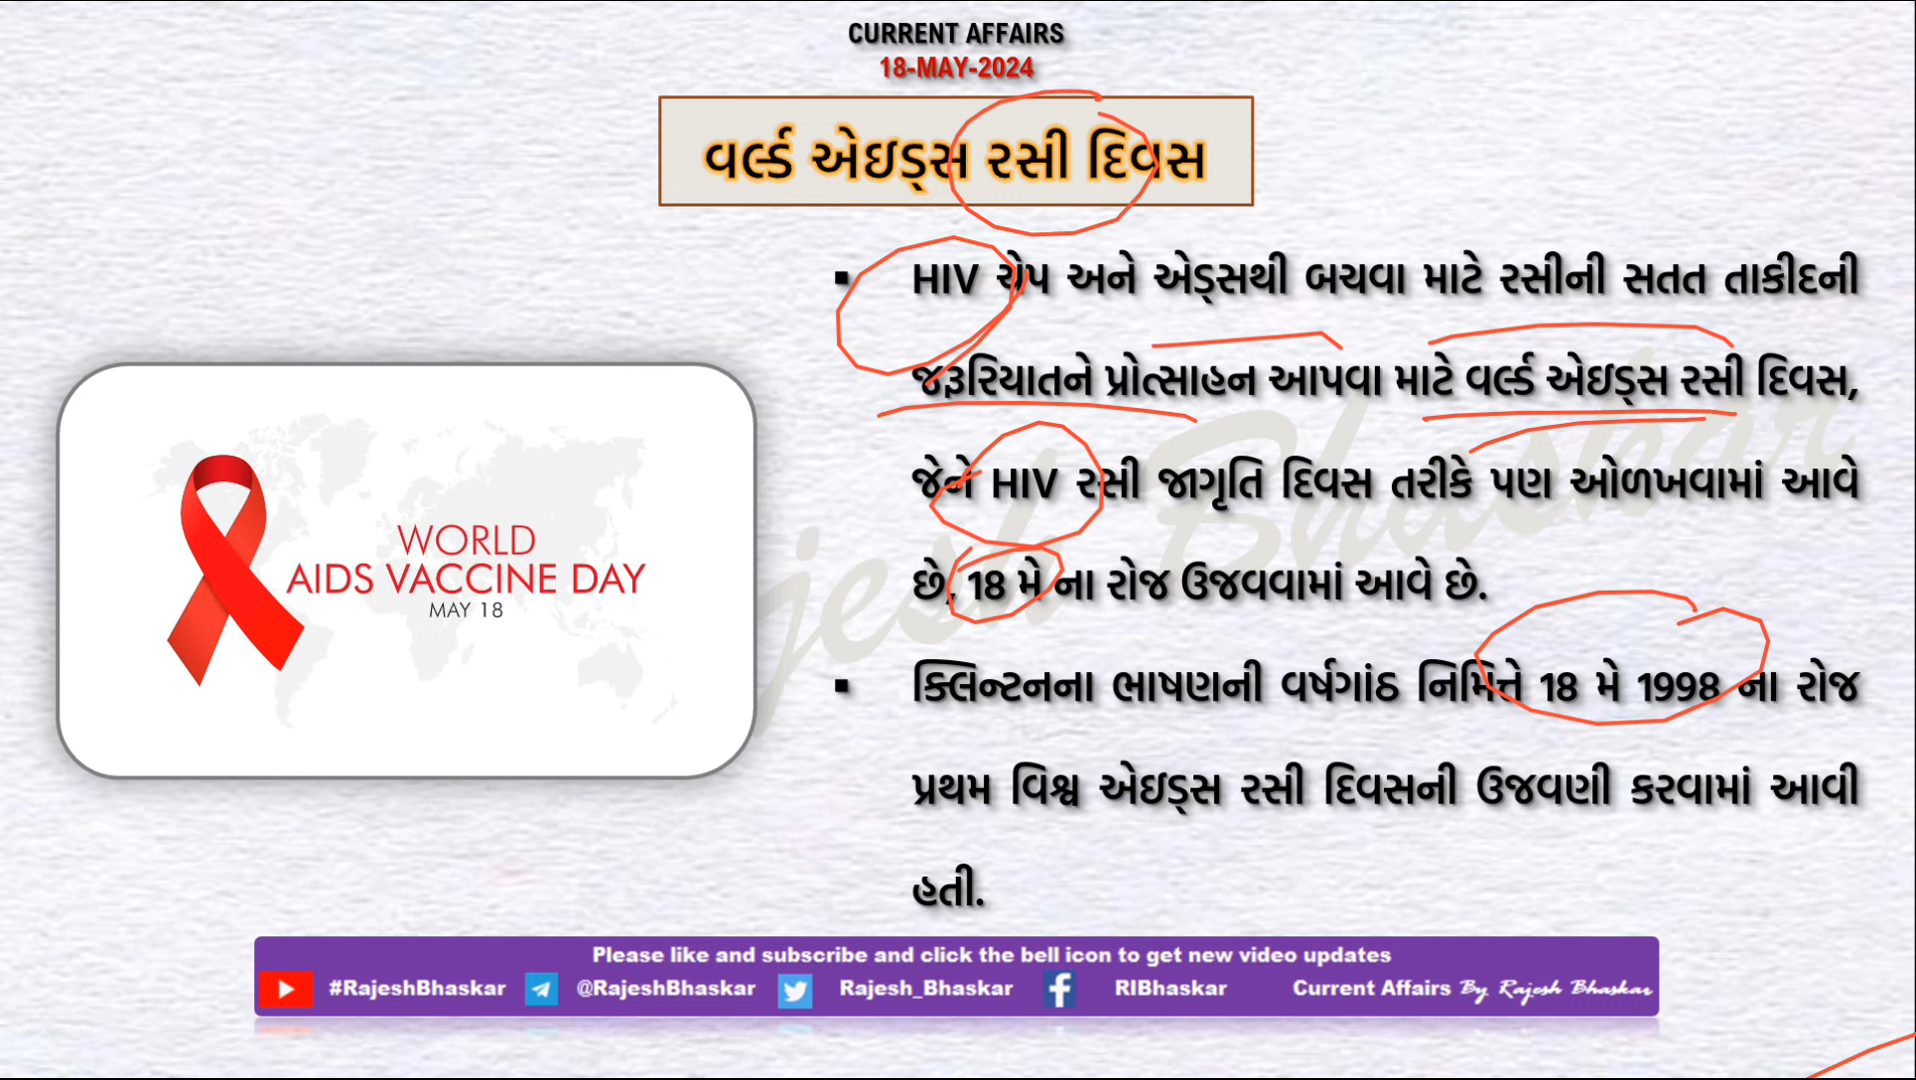 CURRENT AFFAIRS
18-MAY-2024
વર્લ્ડ એઇડ્સ રસી દિવસ
▪ HIV ચેપ અને એડ્સથી બચવા માટે રસીની સતત તાકીદની
જરૂરિયાતને પ્રોત્સાહન આપવા માટે વર્લ્ડ એઇડ્સ રસી દિવસ,
જેને HIV રસી જાગૃતિ દિવસ તરીકે પણ ઓળખવામાં આવે
છે, 18 મે ના રોજ ઉજવવામાં આવે છે.
▪ ક્લિન્ટનના ભાષણની વર્ષગાંઠ નિમિત્તે 18 મે 1998 ના રોજ
પ્રથમ વિશ્વ એઇડ્સ રસી દિવસની ઉજવણી કરવામાં આવી
હતી.
WORLD
AIDS VACCINE DAY
MAY 18
Rajesh Bhaskar
Please like and subscribe and click the bell icon to get new video updates
#RajeshBhaskar @RajeshBhaskar Rajesh_Bhaskar RIBhaskar Current Affairs By Rajesh Bhaskar